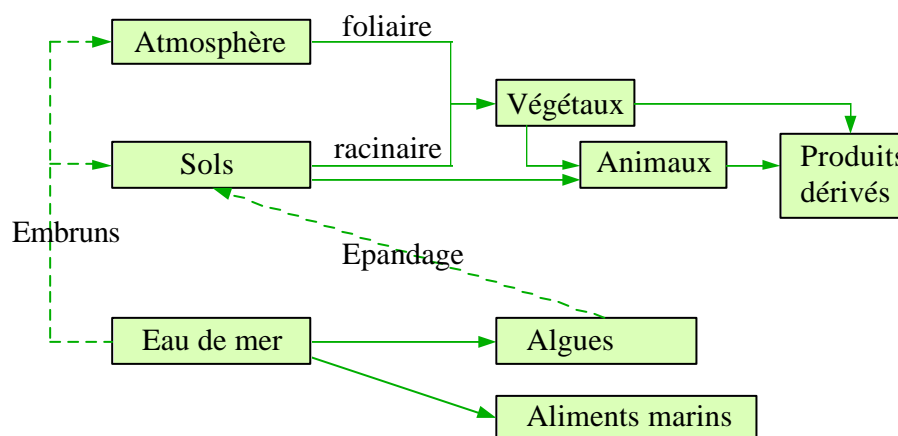 Atmosphère
foliaire
Végétaux
Sols
racinaire
Animaux
Produits
dérivés
Embruns
Epandage
Eau de mer
Algues
Aliments marins